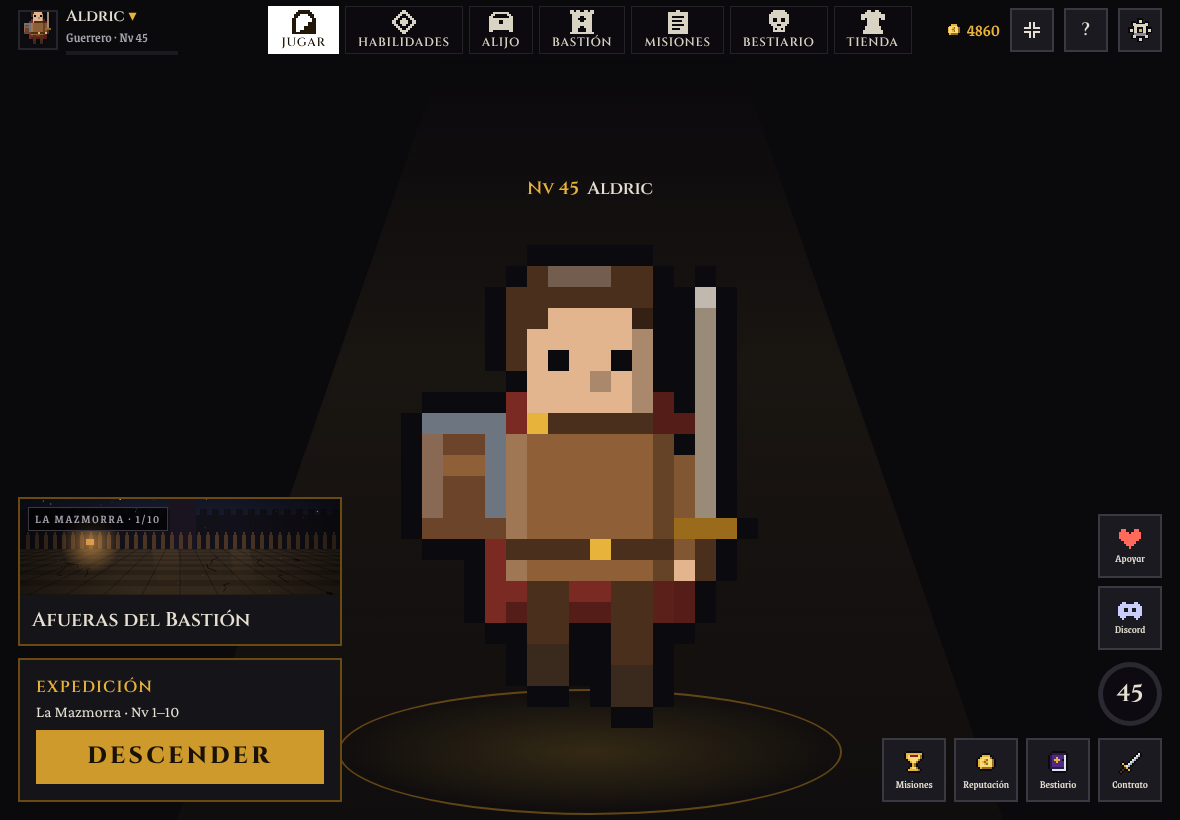 ALDRIC ▾
Guerrero · Nv 45
JUGAR
HABILIDADES
ALIJO
BASTIÓN
MISIONES
BESTIARIO
TIENDA
4860
?
Nv 45 ALDRIC
LA MAZMORRA · 1/10
AFUERAS DEL BASTIÓN
EXPEDICIÓN
La Mazmorra · Nv 1–10
DESCENDER
Apoyar
Discord
45
Misiones
Reputación
Bestiario
Contrato